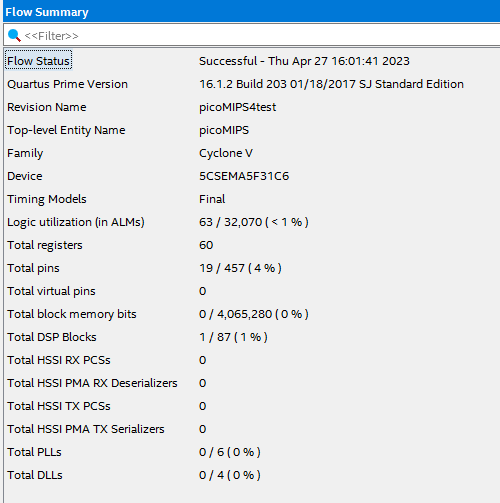 Flow Summary
<<Filter>>
Flow Status Successful - Thu Apr 27 16:01:41 2023
Quartus Prime Version 16.1.2 Build 203 01/18/2017 SJ Standard Edition
Revision Name picoMIPS4test
Top-level Entity Name picoMIPS
Family Cyclone V
Device 5CSEMA5F31C6
Timing Models Final
Logic utilization (in ALMs) 63 / 32,070 ( < 1 % )
Total registers 60
Total pins 19 / 457 ( 4 % )
Total virtual pins 0
Total block memory bits 0 / 4,065,280 ( 0 % )
Total DSP Blocks 1 / 87 ( 1 % )
Total HSSI RX PCSs 0
Total HSSI PMA RX Deserializers 0
Total HSSI TX PCSs 0
Total HSSI PMA TX Serializers 0
Total PLLs 0 / 6 ( 0 % )
Total DLLs 0 / 4 ( 0 % )